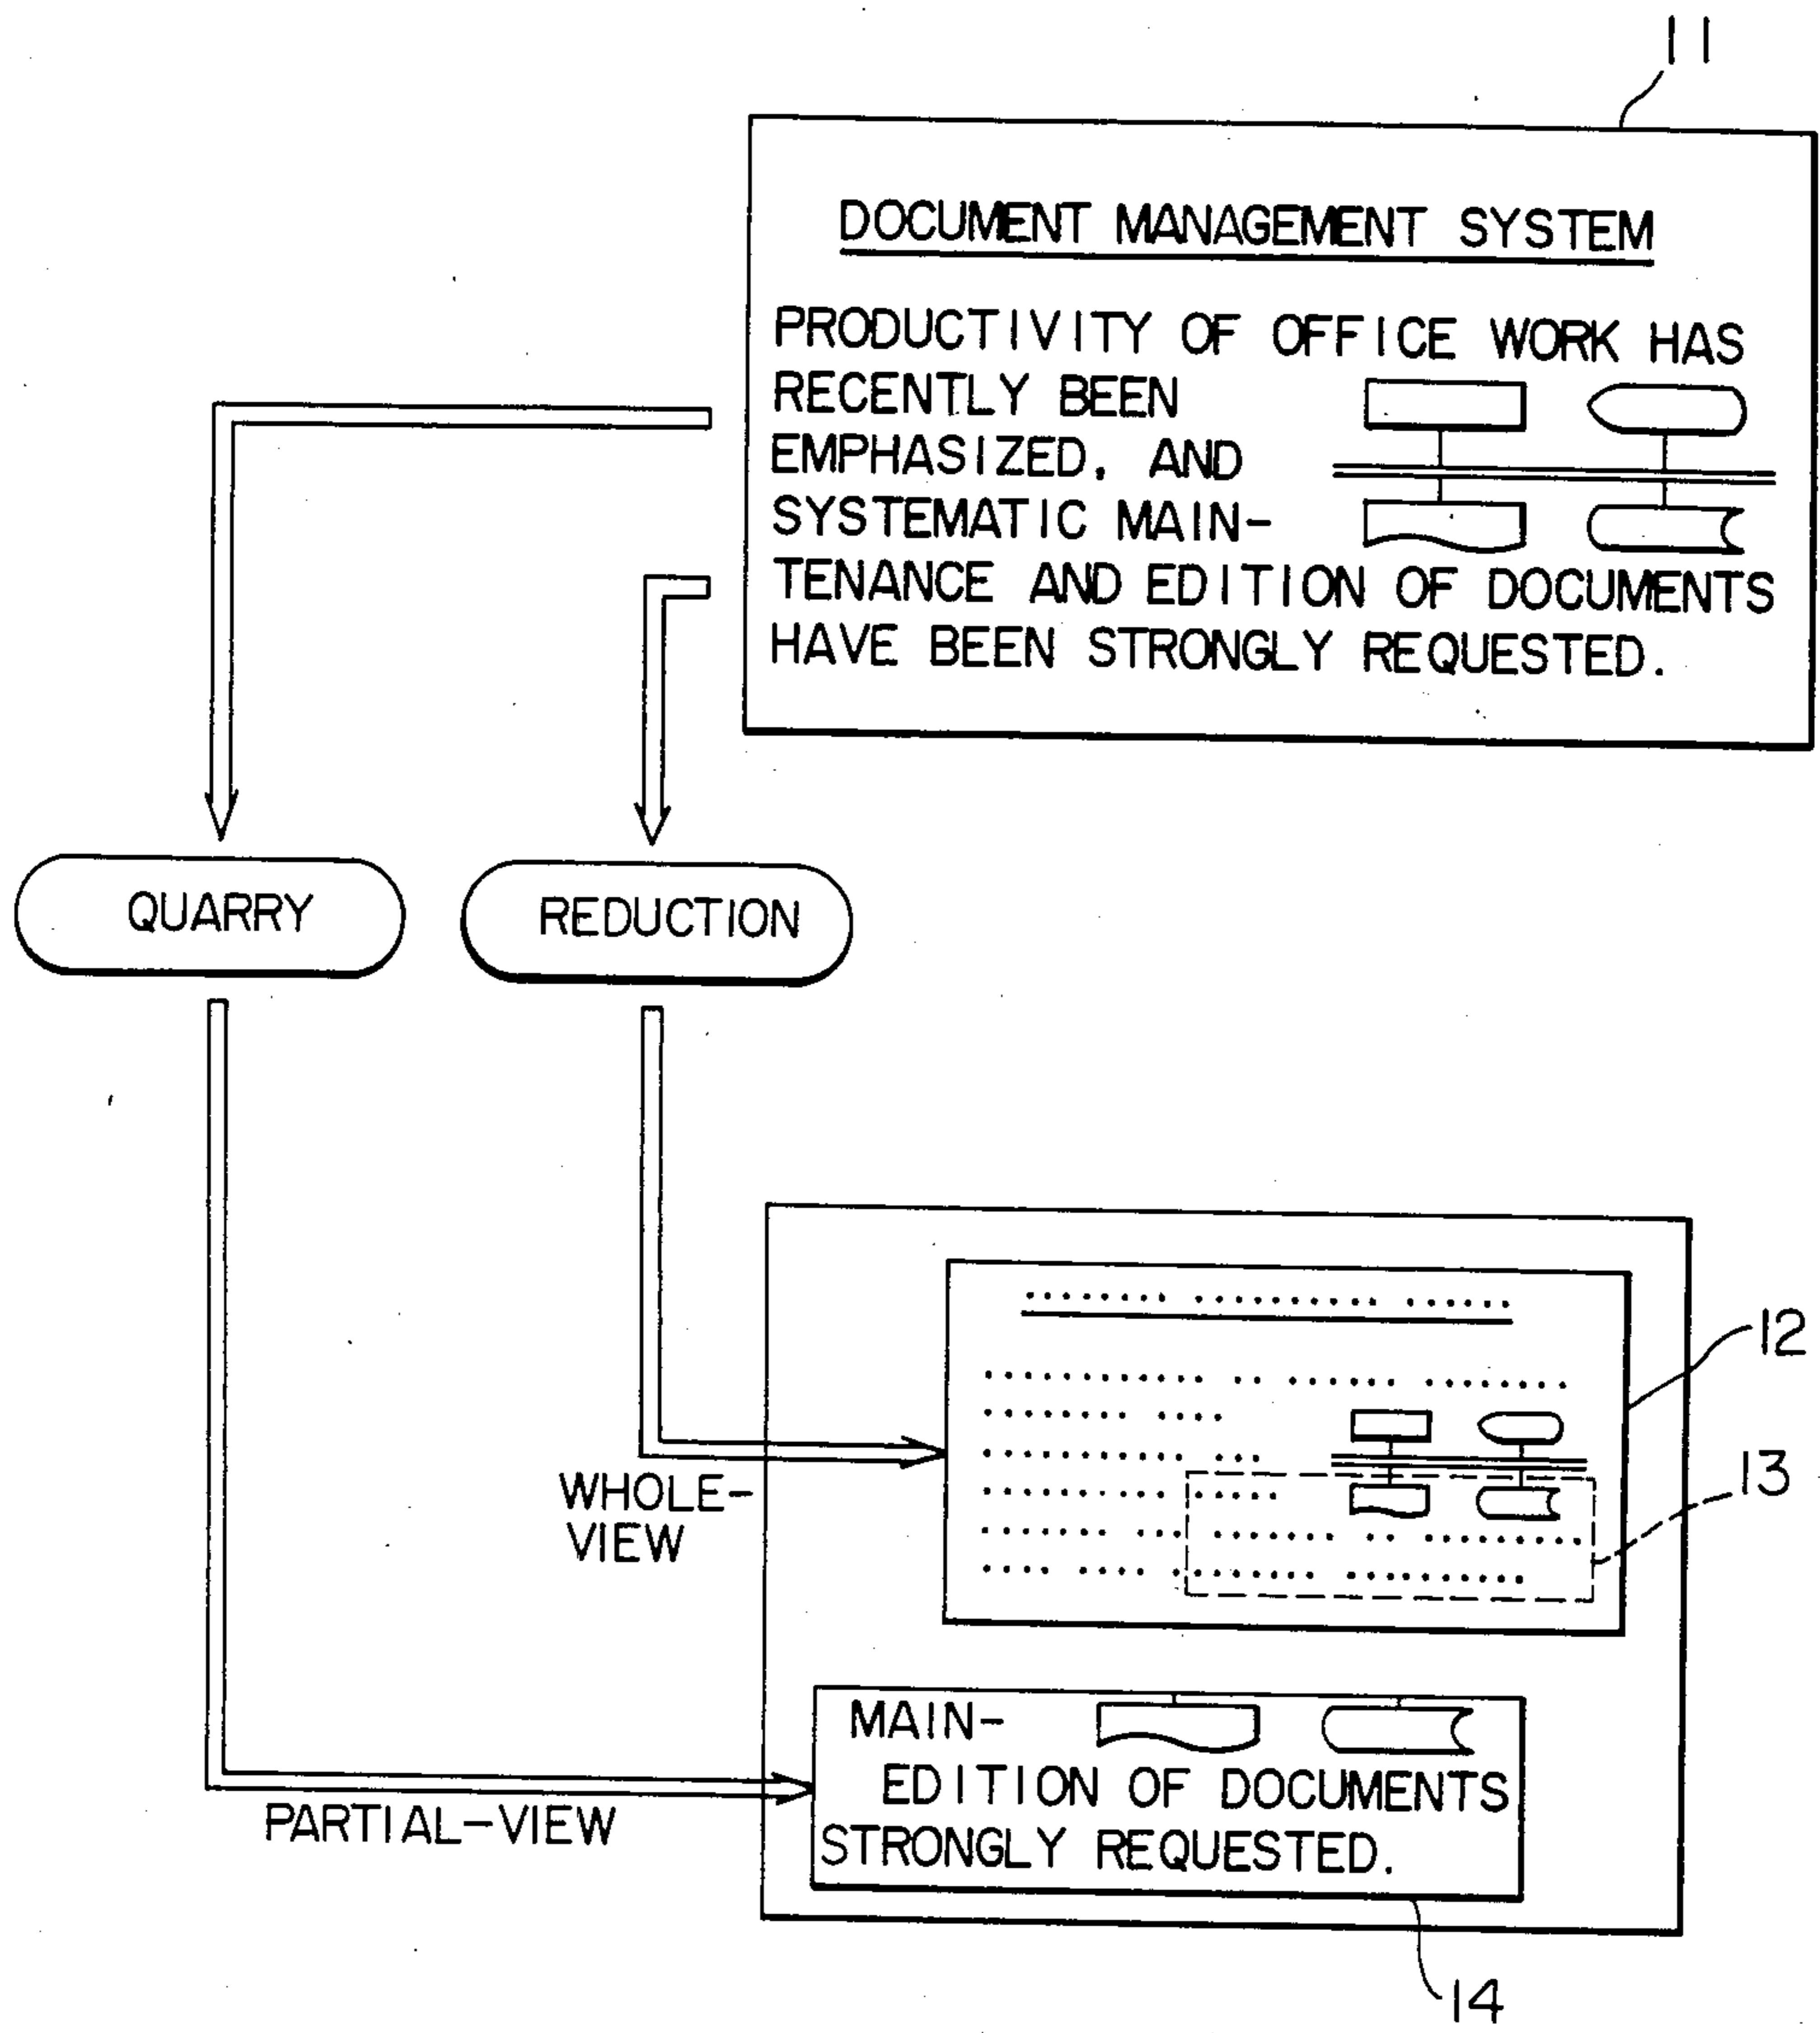 11
DOCUMENT MANAGEMENT SYSTEM
PRODUCTIVITY OF OFFICE WORK HAS
RECENTLY BEEN
EMPHASIZED, AND
SYSTEMATIC MAIN-
TENANCE AND EDITION OF DOCUMENTS
HAVE BEEN STRONGLY REQUESTED.
QUARRY
REDUCTION
12
13
WHOLE-
VIEW
MAIN-
EDITION OF DOCUMENTS
STRONGLY REQUESTED.
PARTIAL-VIEW
14